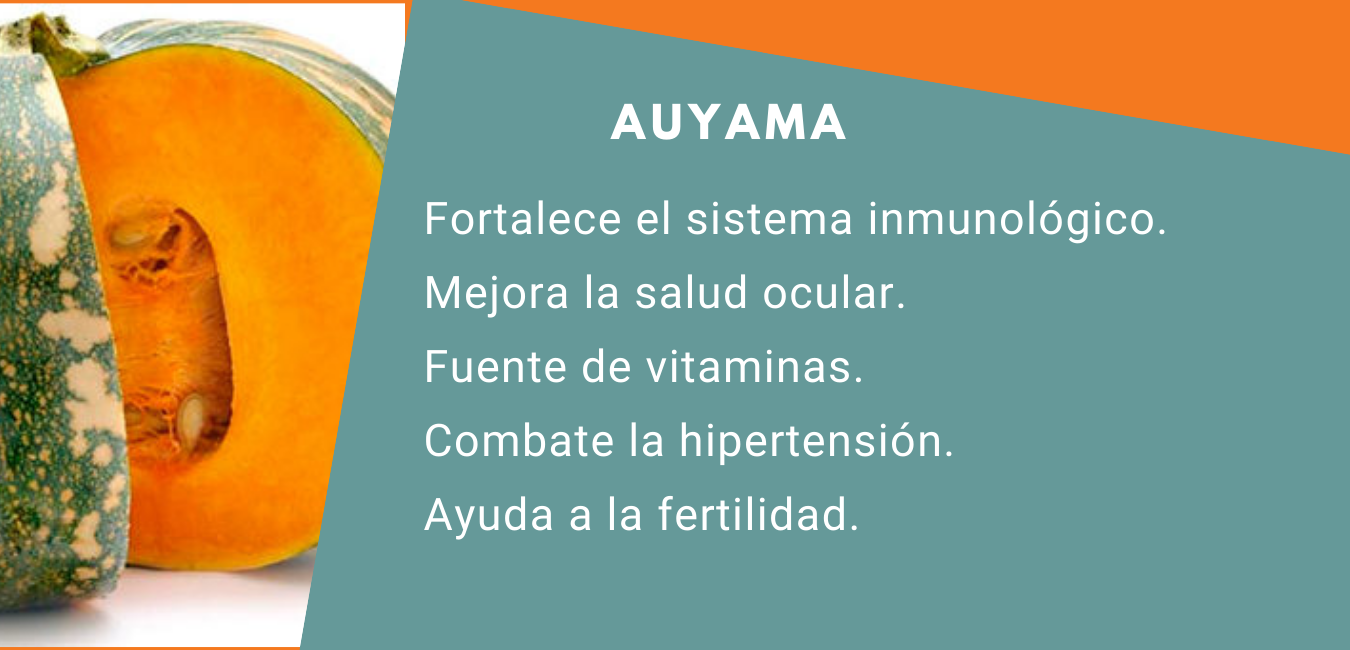 AUYAMA
Fortalece el sistema inmunológico.
Mejora la salud ocular.
Fuente de vitaminas.
Combate la hipertensión.
Ayuda a la fertilidad.